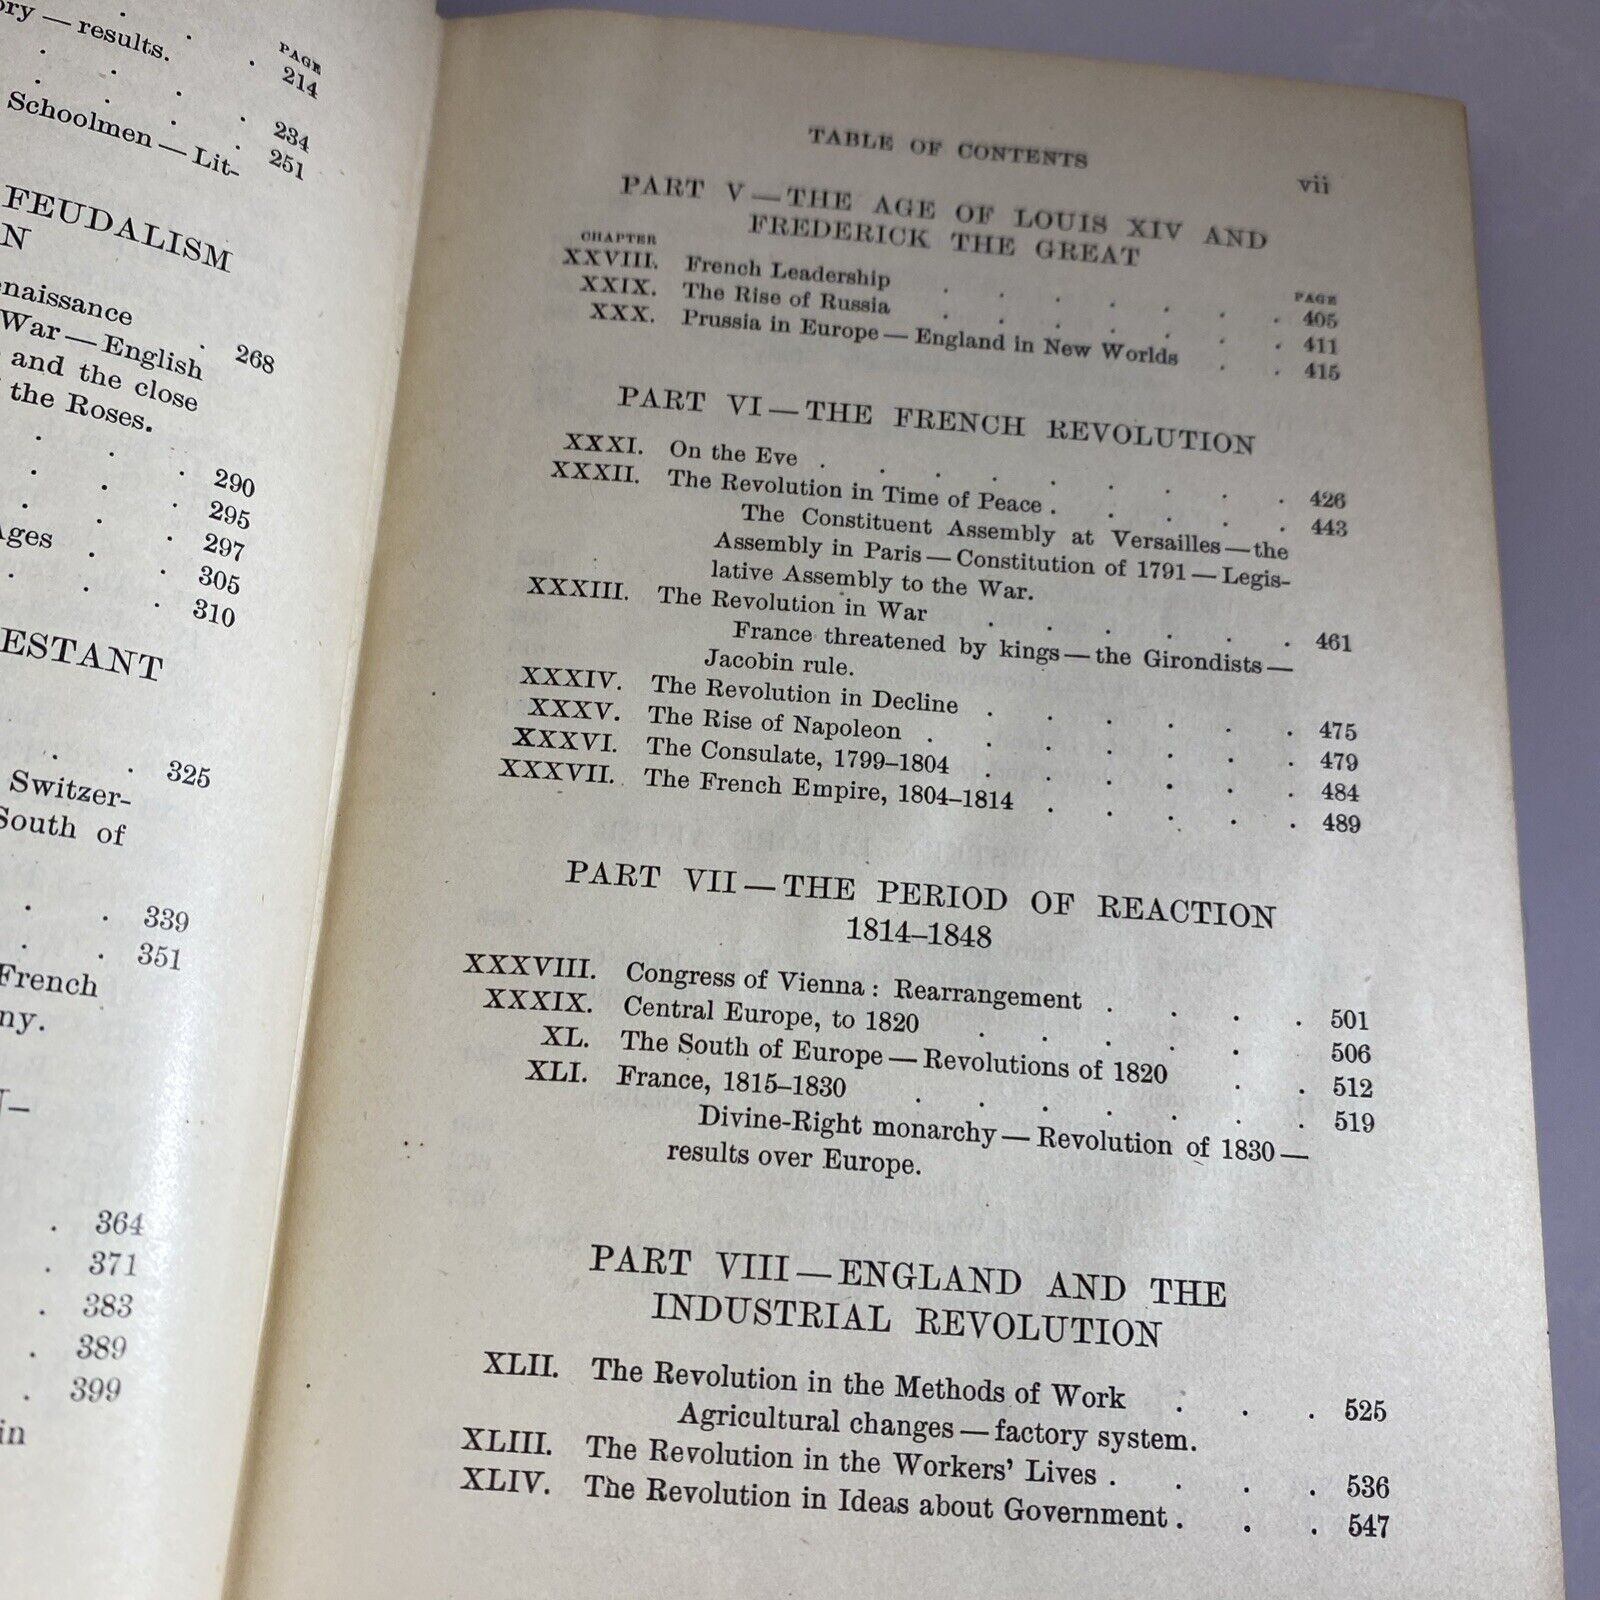 ory — results.
PAGE
214
234
251
Schoolmen — Lit-
FEUDALISM
N
enaissance
268
War — English
and the close
the Roses.
290
295
297
Ages
305
310
ESTANT
325
Switzer-
South of
339
351
French
ny.
364
371
383
389
399
in
TABLE OF CONTENTS vii
PART V — THE AGE OF LOUIS XIV AND
FREDERICK THE GREAT
CHAPTER PAGE
XXVIII. French Leadership . . . . . . . 405
XXIX. The Rise of Russia . . . . . . . 411
XXX. Prussia in Europe — England in New Worlds . . 415
PART VI — THE FRENCH REVOLUTION
XXXI. On the Eve . . . . . . . . . 426
XXXII. The Revolution in Time of Peace . . . . . 443
The Constituent Assembly at Versailles — the
Assembly in Paris — Constitution of 1791 — Legis-
lative Assembly to the War.
XXXIII. The Revolution in War . . . . . . 461
France threatened by kings — the Girondists —
Jacobin rule.
XXXIV. The Revolution in Decline . . . . . . 475
XXXV. The Rise of Napoleon . . . . . . . 479
XXXVI. The Consulate, 1799–1804 . . . . . . 484
XXXVII. The French Empire, 1804–1814 . . . . . 489
PART VII — THE PERIOD OF REACTION
1814–1848
XXXVIII. Congress of Vienna : Rearrangement . . . . 501
XXXIX. Central Europe, to 1820 . . . . . 506
XL. The South of Europe — Revolutions of 1820 . . 512
XLI. France, 1815–1830 . . . . . . . 519
Divine-Right monarchy — Revolution of 1830 —
results over Europe.
PART VIII — ENGLAND AND THE
INDUSTRIAL REVOLUTION
XLII. The Revolution in the Methods of Work . . . 525
Agricultural changes — factory system.
XLIII. The Revolution in the Workers' Lives . . . . 536
XLIV. The Revolution in Ideas about Government . . . 547